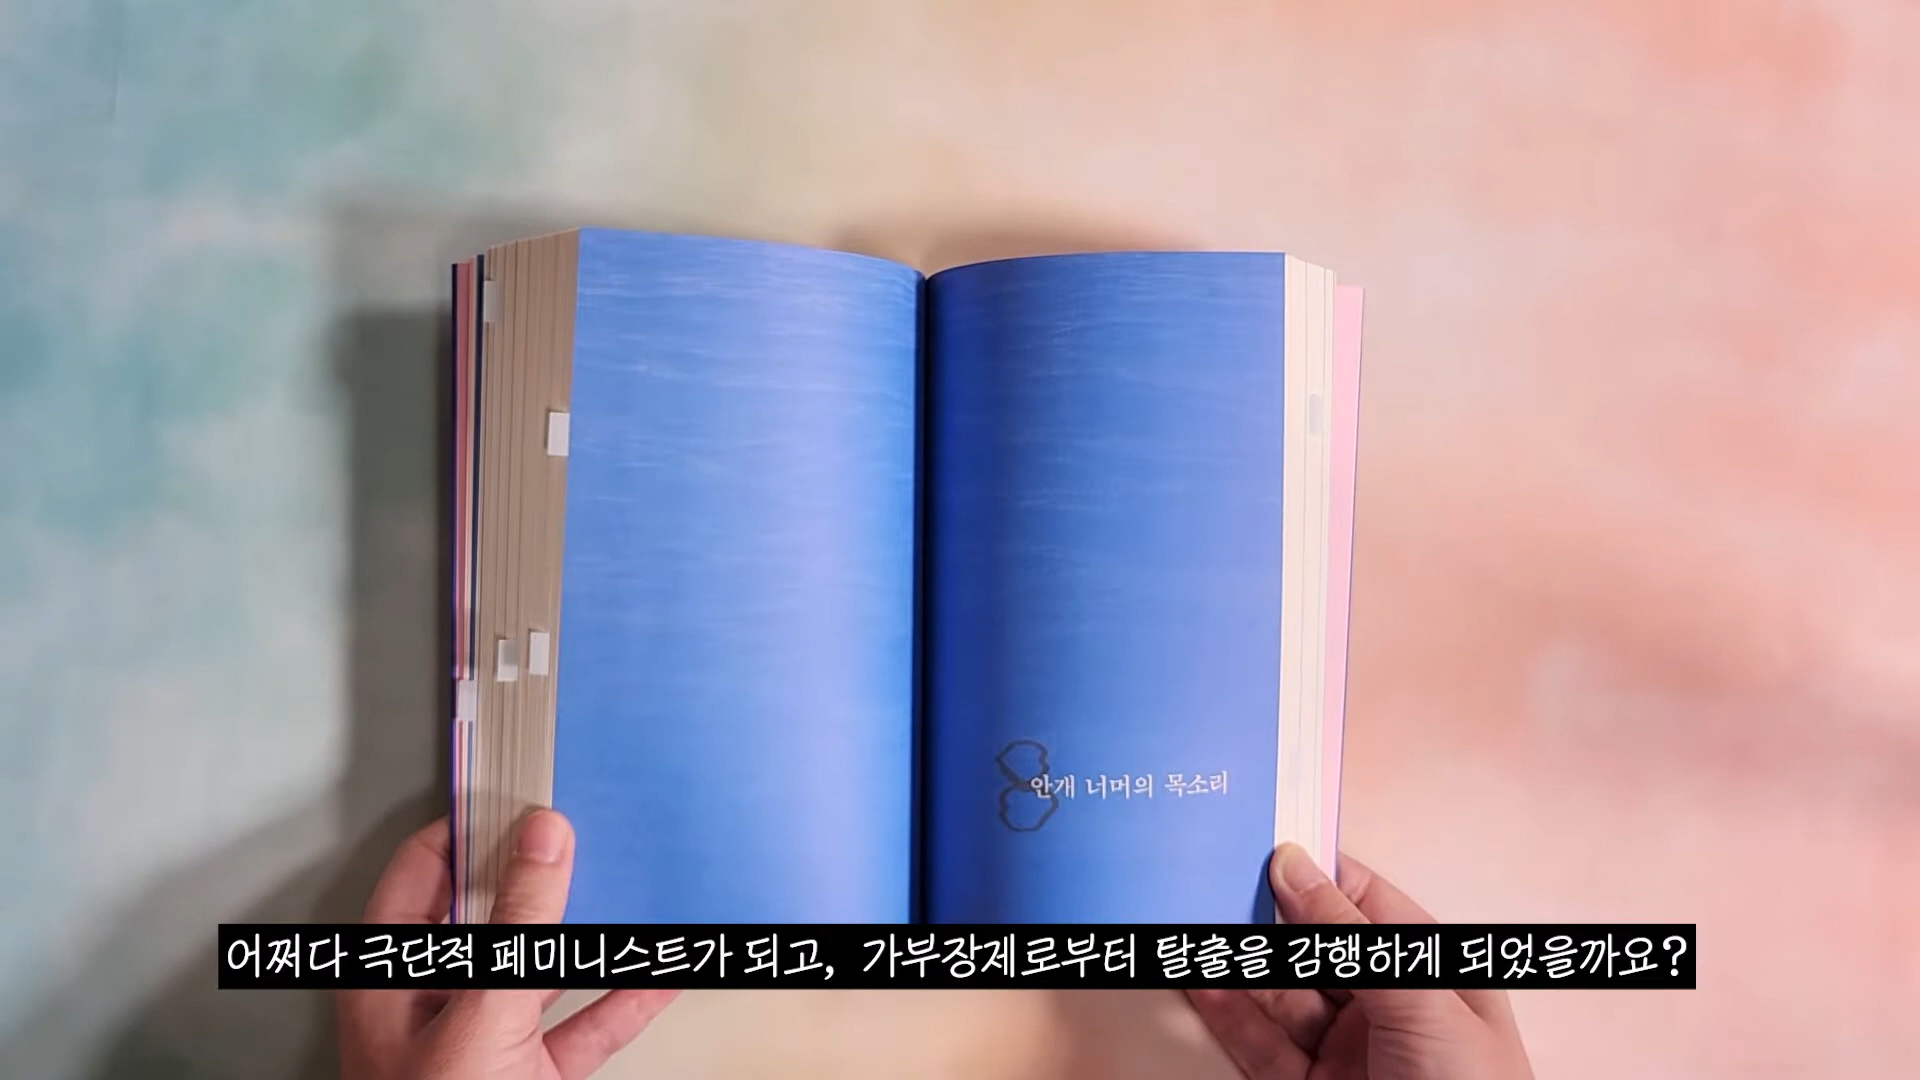 8
안개 너머의 목소리
어쩌다 극단적 페미니스트가 되고, 가부장제로부터 탈출을 감행하게 되었을까요?